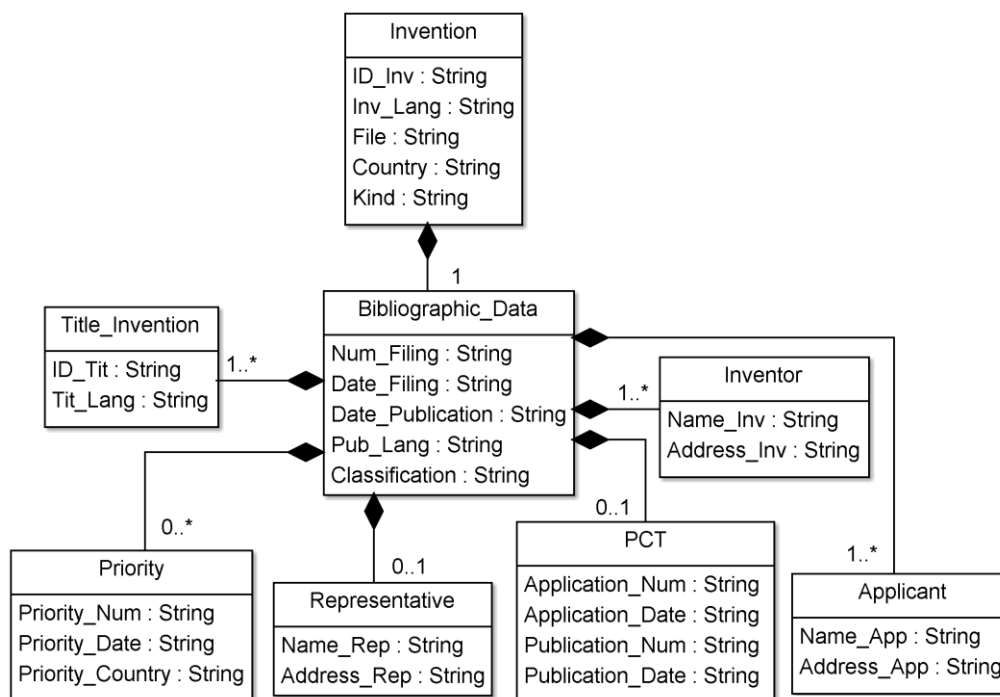 Invention
ID_Inv : String
Inv_Lang : String
File : String
Country : String
Kind : String
1
Bibliographic_Data
Num_Filing : String
Date_Filing : String
Date_Publication : String
Pub_Lang : String
Classification : String
Title_Invention
ID_Tit : String
Tit_Lang : String
1..*
Inventor
Name_Inv : String
Address_Inv : String
1..*
0..*
Priority
Priority_Num : String
Priority_Date : String
Priority_Country : String
0..1
Representative
Name_Rep : String
Address_Rep : String
0..1
PCT
Application_Num : String
Application_Date : String
Publication_Num : String
Publication_Date : String
1..*
Applicant
Name_App : String
Address_App : String